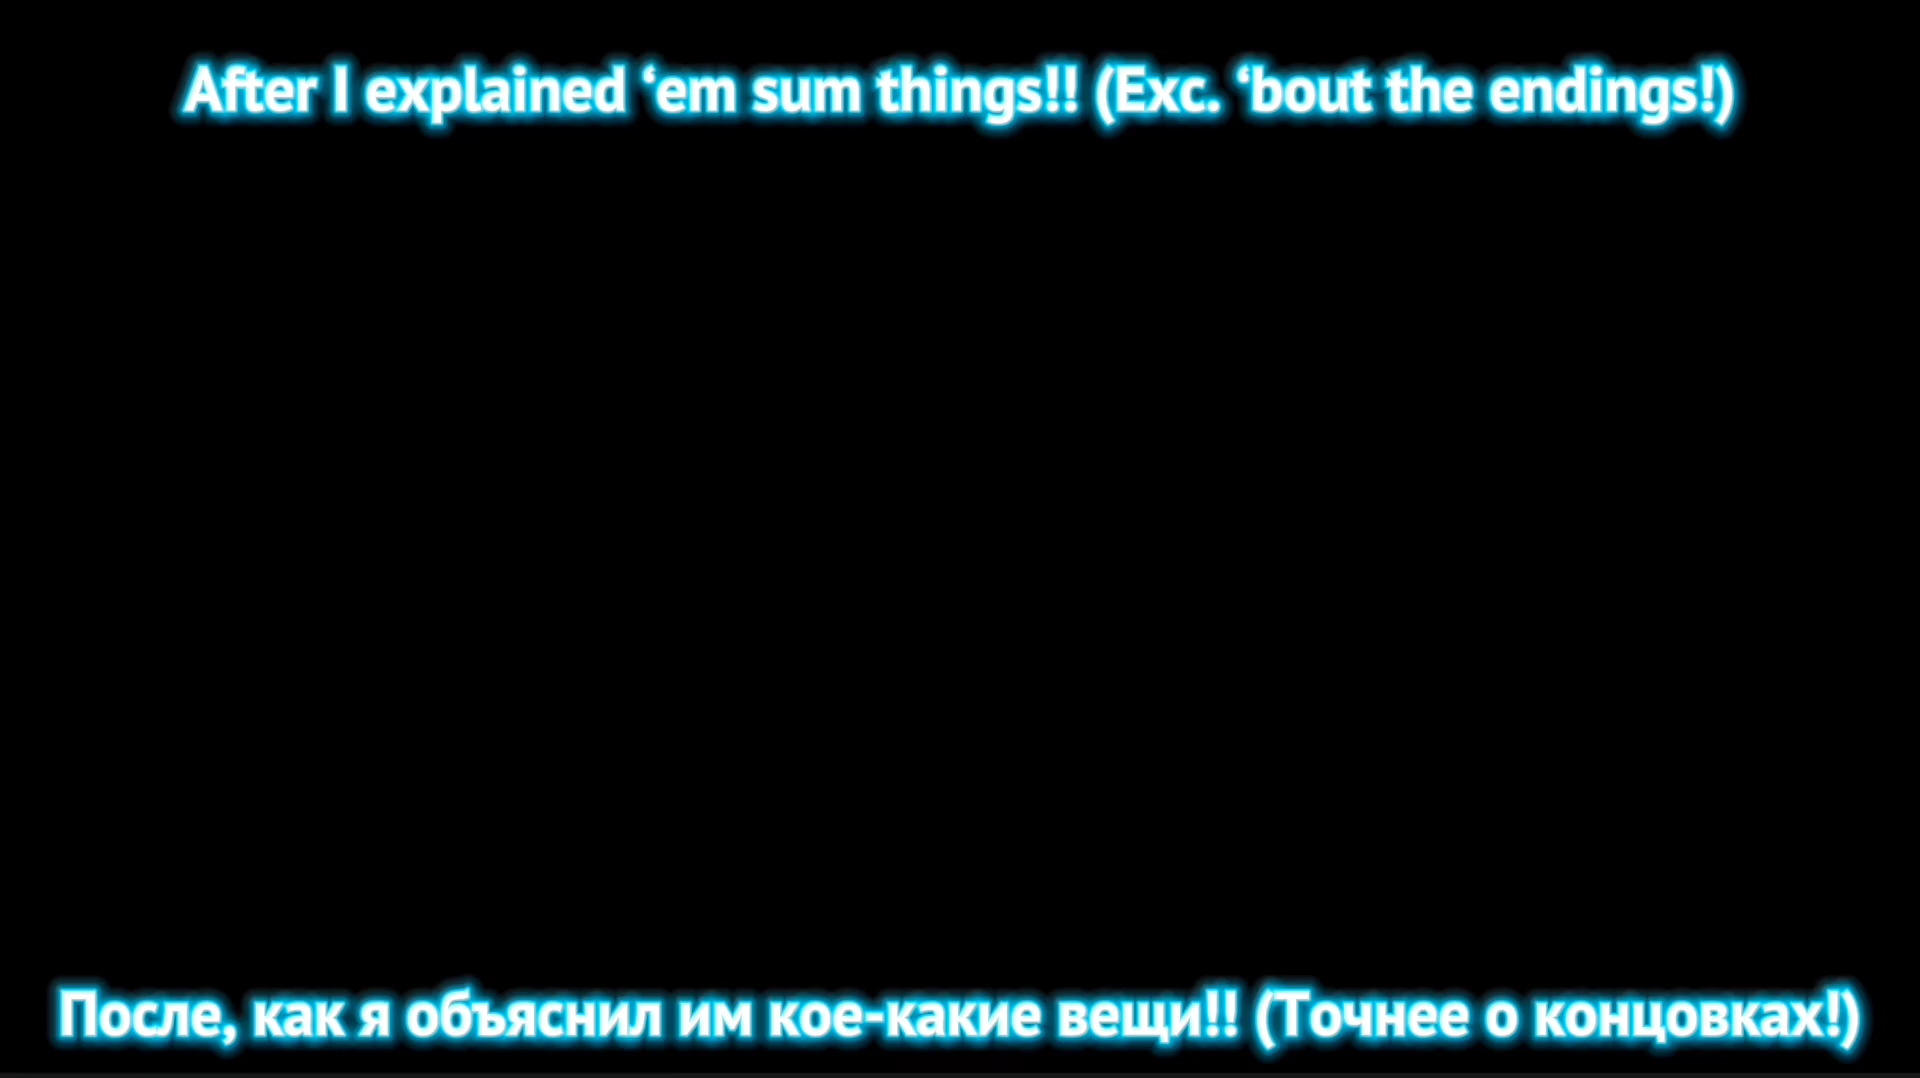 After I explained ‘em sum things!! (Exc. ‘bout the endings!)
После, как я объяснил им кое-какие вещи!! (Точнее о концовках!)